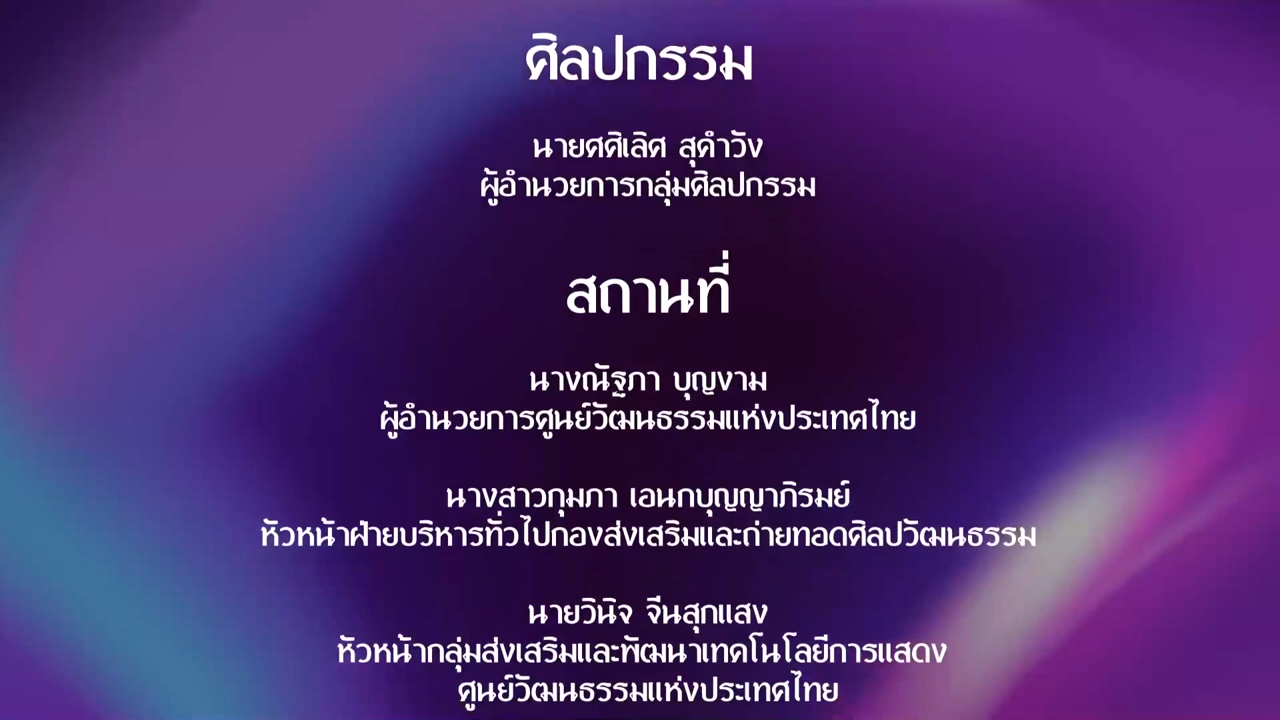 ศิลปกรรม
นายศศิเลิศ สุคำวัง
ผู้อำนวยการกลุ่มศิลปกรรม
สถานที่
นางณัฐภา บุญงาม
ผู้อำนวยการศูนย์วัฒนธรรมแห่งประเทศไทย
นางสาวกุมภา เอนกบุญญาภิรมย์
หัวหน้าฝ่ายบริหารทั่วไปกองส่งเสริมและถ่ายทอดศิลปวัฒนธรรม
นายวินิจ จีนสุกแสง
หัวหน้ากลุ่มส่งเสริมและพัฒนาเทคโนโลยีการแสดง
ศูนย์วัฒนธรรมแห่งประเทศไทย